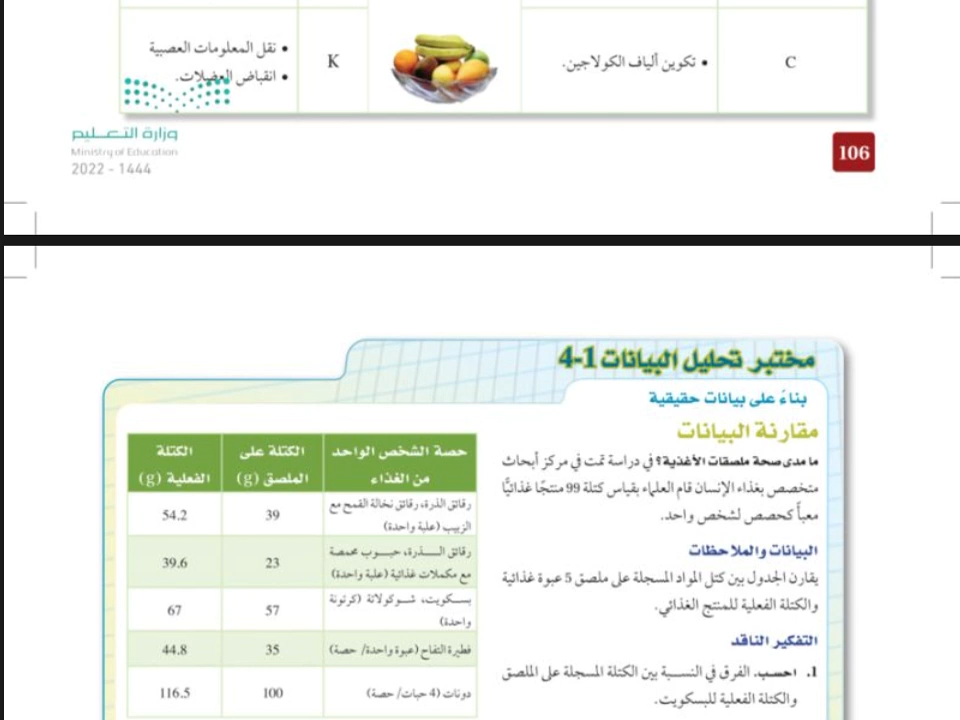 C
• تكوين ألياف الكولاجين.
K
• نقل المعلومات العصبية
• انقباض العضلات.
106
وزارة التعليم
Ministry of Education
2022 - 1444
مختبر تحليل البيانات 1-4
بناءً على بيانات حقيقية
مقارنة البيانات
ما مدى صحة ملصقات الأغذية؟ في دراسة تمت في مركز أبحاث
متخصص بغذاء الإنسان قام العلماء بقياس كتلة 99 منتجًا غذائيًّا
معبأ كحصص لشخص واحد.
البيانات والملاحظات
يقارن الجدول بين كتل المواد المسجلة على ملصق 5 عبوة غذائية
والكتلة الفعلية للمنتج الغذائي.
التفكير الناقد
1. احسب. الفرق في النسبة بين الكتلة المسجلة على الملصق
والكتلة الفعلية للبسكويت.
حصة الشخص الواحد
من الغذاء
الكتلة على
الملصق (g)
الكتلة
الفعلية (g)
رقائق الذرة، رقائق نخالة القمح مع
الزبيب (علبة واحدة)
39
54.2
رقائق الذرة، حبوب محمصة
مع مكملات غذائية (علبة واحدة)
23
39.6
بسكويت، شوكولاتة (كرتونة
واحدة)
57
67
فطيرة التفاح (عبوة واحدة/ حصة)
35
44.8
دونات (4 حبات/ حصة)
100
116.5